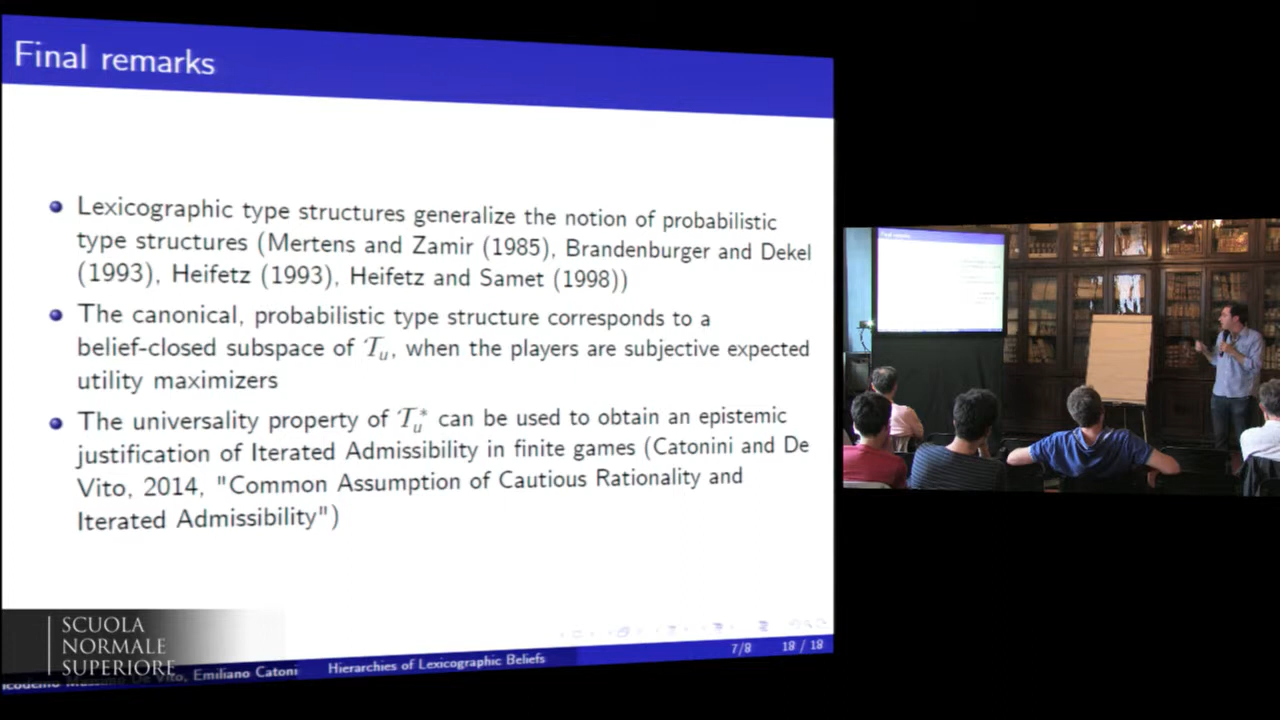 Final remarks
Lexicographic type structures generalize the notion of probabilistic
type structures (Mertens and Zamir (1985), Brandenburger and Dekel
(1993), Heifetz (1993), Heifetz and Samet (1998))
The canonical, probabilistic type structure corresponds to a
belief-closed subspace of 𝒯ᵤ, when the players are subjective expected
utility maximizers
The universality property of 𝒯ᵤ* can be used to obtain an epistemic
justification of Iterated Admissibility in finite games (Catonini and De
Vito, 2014, "Common Assumption of Cautious Rationality and
Iterated Admissibility")
SCUOLA
NORMALE
SUPERIORE
7/8 18 / 18
De Vito, Emiliano Catoni Hierarchies of Lexicographic Beliefs